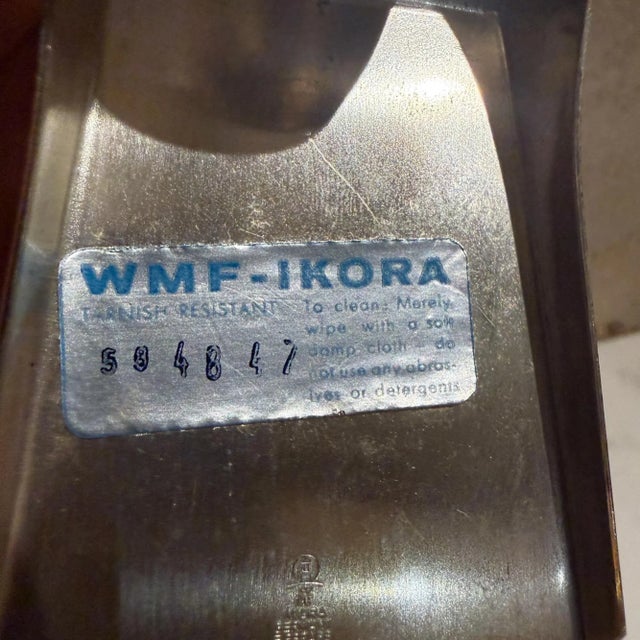 WMF-IKORA
TARNISH RESISTANT
594847
To clean: Merely
wipe with a soft
damp cloth - do
not use any abras-
ives or detergents